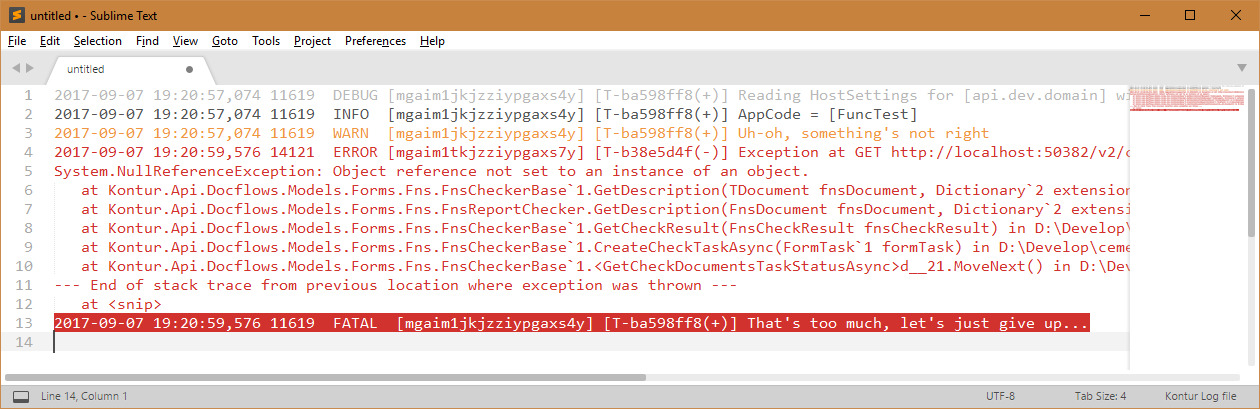 untitled • - Sublime Text
File Edit Selection Find View Goto Tools Project Preferences Help
untitled
1 2017-09-07 19:20:57,074 11619  DEBUG [mgaim1jkjzziypgaxs4y] [T-ba598ff8(+)] Reading HostSettings for [api.dev.domain] wi
2 2017-09-07 19:20:57,074 11619  INFO  [mgaim1jkjzziypgaxs4y] [T-ba598ff8(+)] AppCode = [FuncTest]
3 2017-09-07 19:20:57,074 11619  WARN  [mgaim1jkjzziypgaxs4y] [T-ba598ff8(+)] Uh-oh, something's not right
4 2017-09-07 19:20:59,576 14121  ERROR [mgaim1tkjzziypgaxs7y] [T-b38e5d4f(-)] Exception at GET http://localhost:50382/v2/c
5 System.NullReferenceException: Object reference not set to an instance of an object.
6    at Kontur.Api.Docflows.Models.Forms.Fns.FnsCheckerBase`1.GetDescription(TDocument fnsDocument, Dictionary`2 extension
7    at Kontur.Api.Docflows.Models.Forms.Fns.FnsReportChecker.GetDescription(FnsDocument fnsDocument, Dictionary`2 extensi
8    at Kontur.Api.Docflows.Models.Forms.Fns.FnsCheckerBase`1.GetCheckResult(FnsCheckResult fnsCheckResult) in D:\Develop\
9    at Kontur.Api.Docflows.Models.Forms.Fns.FnsCheckerBase`1.CreateCheckTaskAsync(FormTask`1 formTask) in D:\Develop\ceme
10    at Kontur.Api.Docflows.Models.Forms.Fns.FnsCheckerBase`1.<GetCheckDocumentsTaskStatusAsync>d__21.MoveNext() in D:\Dev
11 --- End of stack trace from previous location where exception was thrown ---
12    at <snip>
13 2017-09-07 19:20:59,576 11619  FATAL  [mgaim1jkjzziypgaxs4y] [T-ba598ff8(+)] That's too much, let's just give up...
14
Line 14, Column 1 UTF-8 Tab Size: 4 Kontur Log file